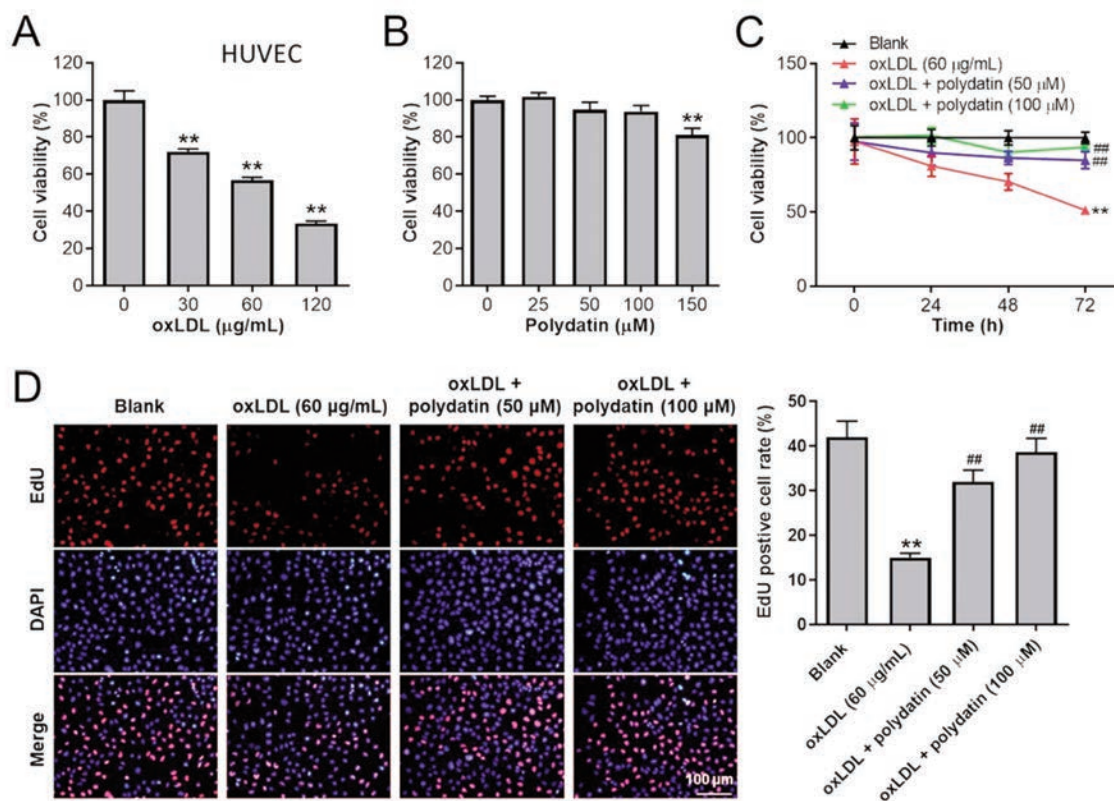 A
HUVEC
Cell viability (%)
120
100
80
60
40
20
0
**
**
**
0 30 60 120
oxLDL (μg/mL)
B
Cell viability (%)
120
100
80
60
40
20
0
**
0 25 50 100 150
Polydatin (μM)
C
Blank
oxLDL (60 μg/mL)
oxLDL + polydatin (50 μM)
oxLDL + polydatin (100 μM)
Cell viability (%)
150
100
50
0
##
##
**
0 24 48 72
Time (h)
D
Blank
oxLDL (60 μg/mL)
oxLDL +
polydatin (50 μM)
oxLDL +
polydatin (100 μM)
EdU
DAPI
Merge
100 μm
EdU postive cell rate (%)
50
40
30
20
10
0
**
##
##
Blank
oxLDL (60 μg/mL)
oxLDL + polydatin (50 μM)
oxLDL + polydatin (100 μM)